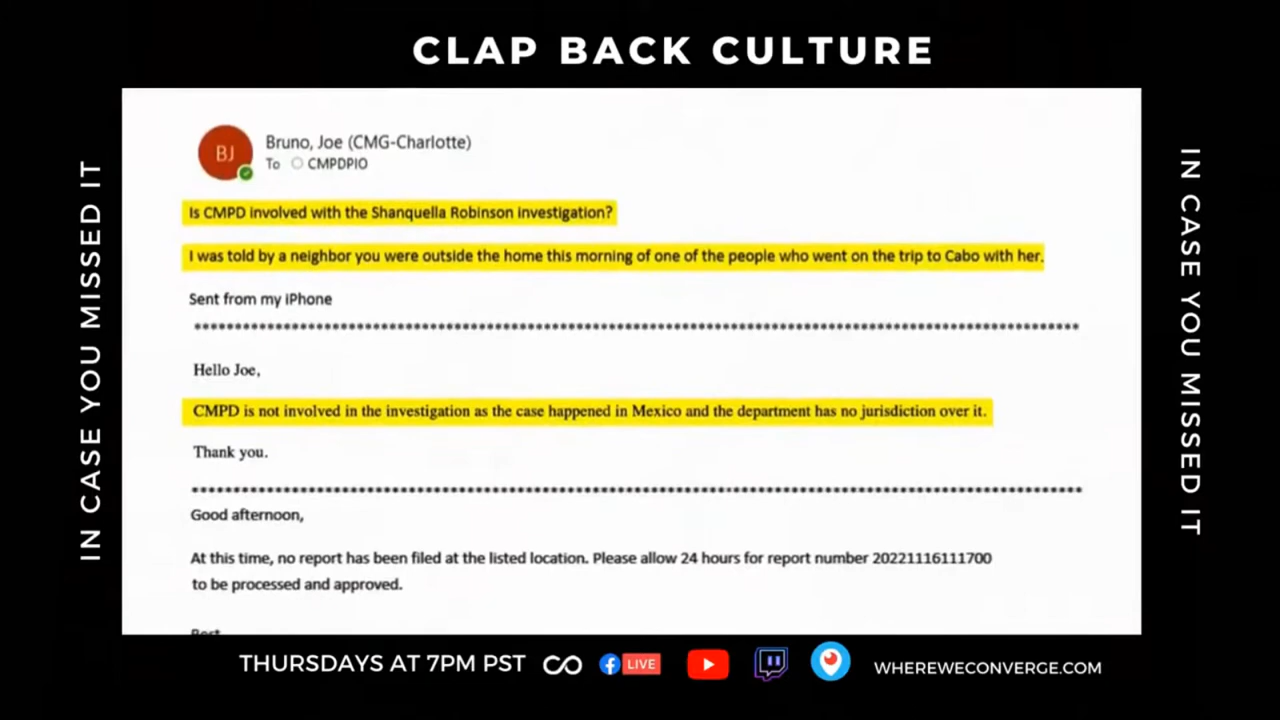 CLAP BACK CULTURE
IN CASE YOU MISSED IT
BJ
Bruno, Joe (CMG-Charlotte)
To CMPDPIO
Is CMPD involved with the Shanquella Robinson investigation?
I was told by a neighbor you were outside the home this morning of one of the people who went on the trip to Cabo with her.
Sent from my iPhone
Hello Joe,
CMPD is not involved in the investigation as the case happened in Mexico and the department has no jurisdiction over it.
Thank you.
Good afternoon,
At this time, no report has been filed at the listed location. Please allow 24 hours for report number 20221116111700
to be processed and approved.
IN CASE YOU MISSED IT
THURSDAYS AT 7PM PST LIVE WHEREWECONVERGE.COM